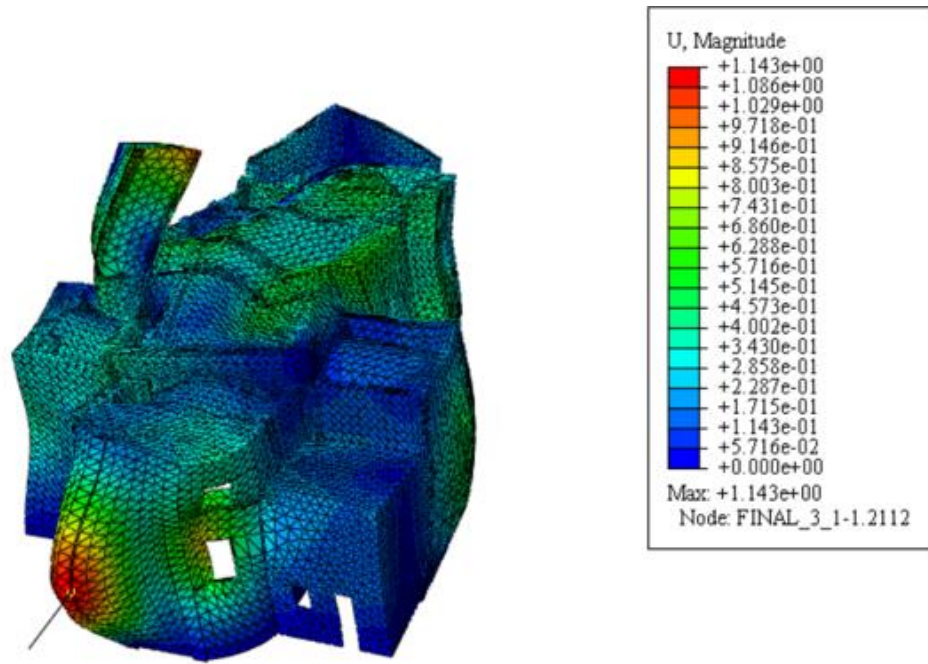 U, Magnitude
+1.143e+00
+1.086e+00
+1.029e+00
+9.718e-01
+9.146e-01
+8.575e-01
+8.003e-01
+7.431e-01
+6.860e-01
+6.288e-01
+5.716e-01
+5.145e-01
+4.573e-01
+4.002e-01
+3.430e-01
+2.858e-01
+2.287e-01
+1.715e-01
+1.143e-01
+5.716e-02
+0.000e+00
Max: +1.143e+00
Node: FINAL_3_1-1.2112